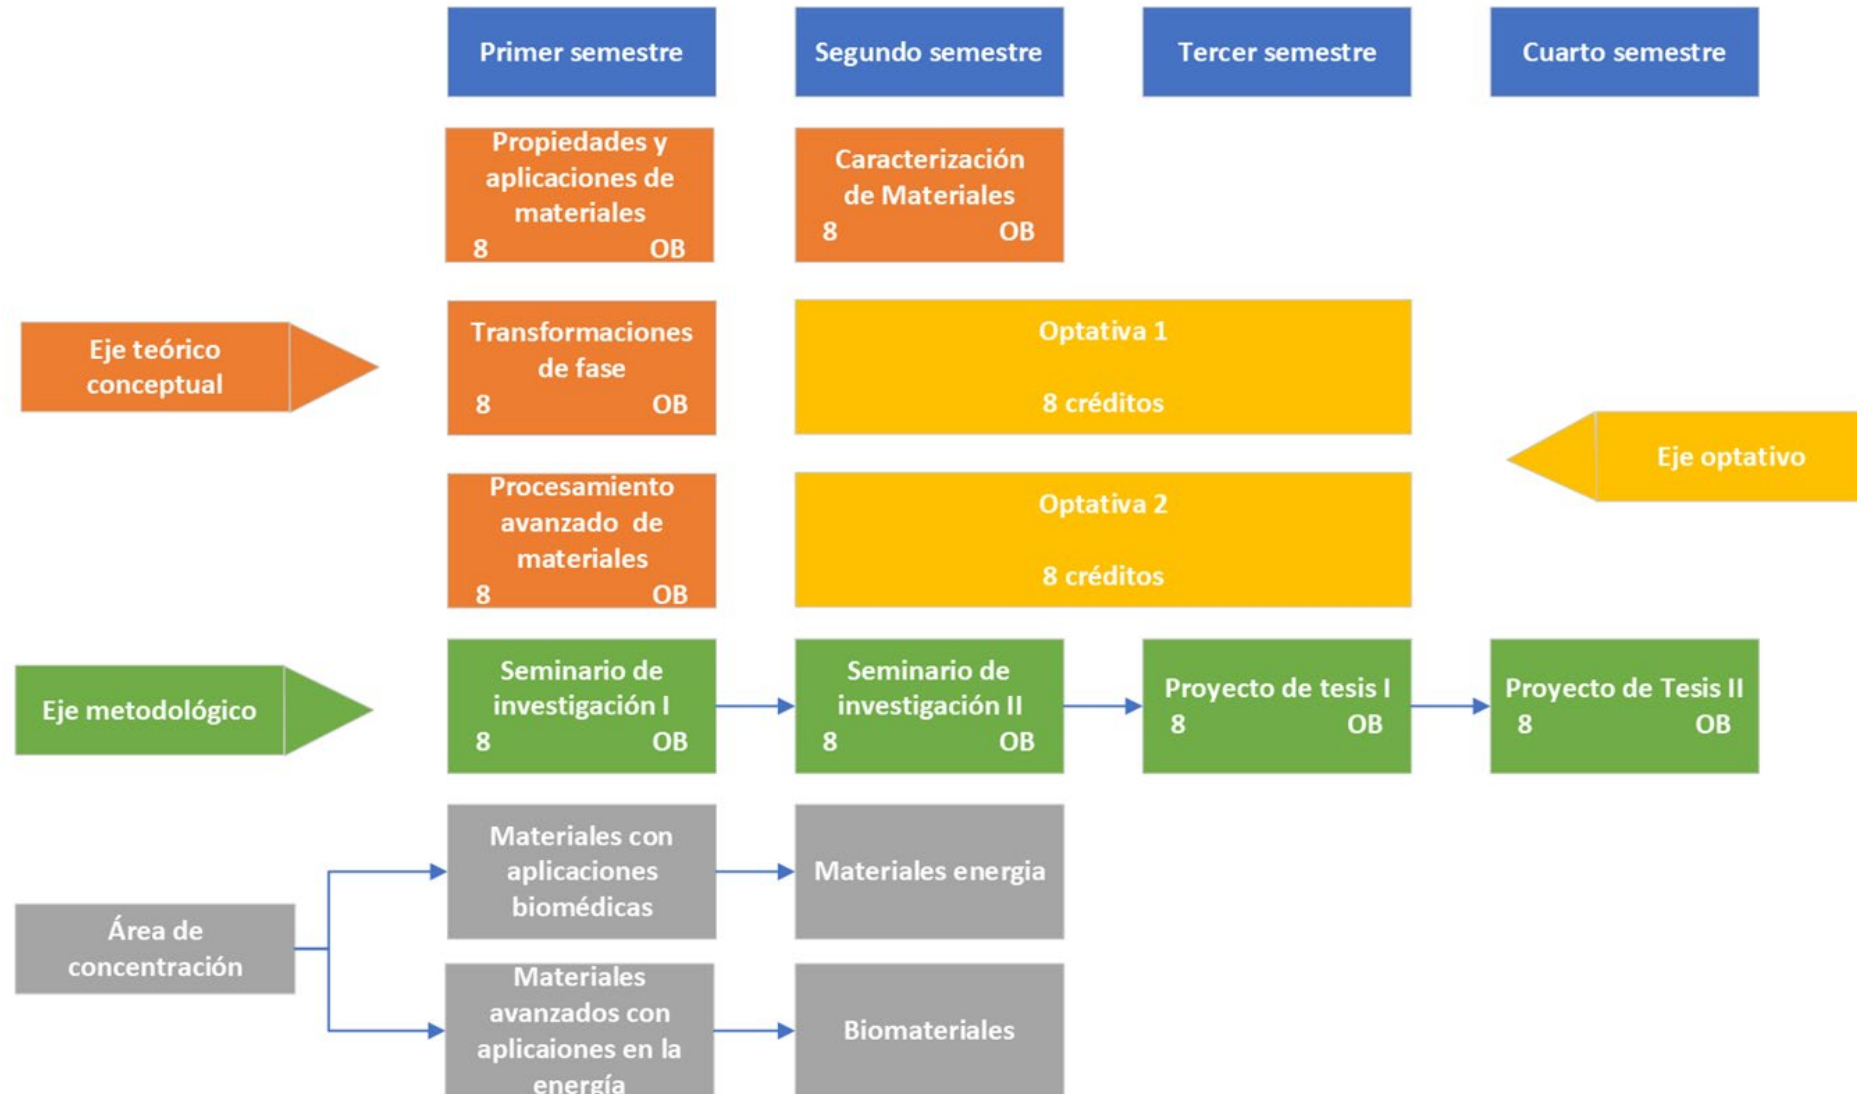 Primer semestre
Segundo semestre
Tercer semestre
Cuarto semestre
Propiedades y
aplicaciones de
materiales
8 OB
Caracterización
de Materiales
8 OB
Eje teórico
conceptual
Transformaciones
de fase
8 OB
Optativa 1
8 créditos
Eje optativo
Procesamiento
avanzado de
materiales
8 OB
Optativa 2
8 créditos
Eje metodológico
Seminario de
investigación I
8 OB
Seminario de
investigación II
8 OB
Proyecto de tesis I
8 OB
Proyecto de Tesis II
8 OB
Área de
concentración
Materiales con
aplicaciones
biomédicas
Materiales energia
Materiales
avanzados con
aplicaiones en la
energía
Biomateriales